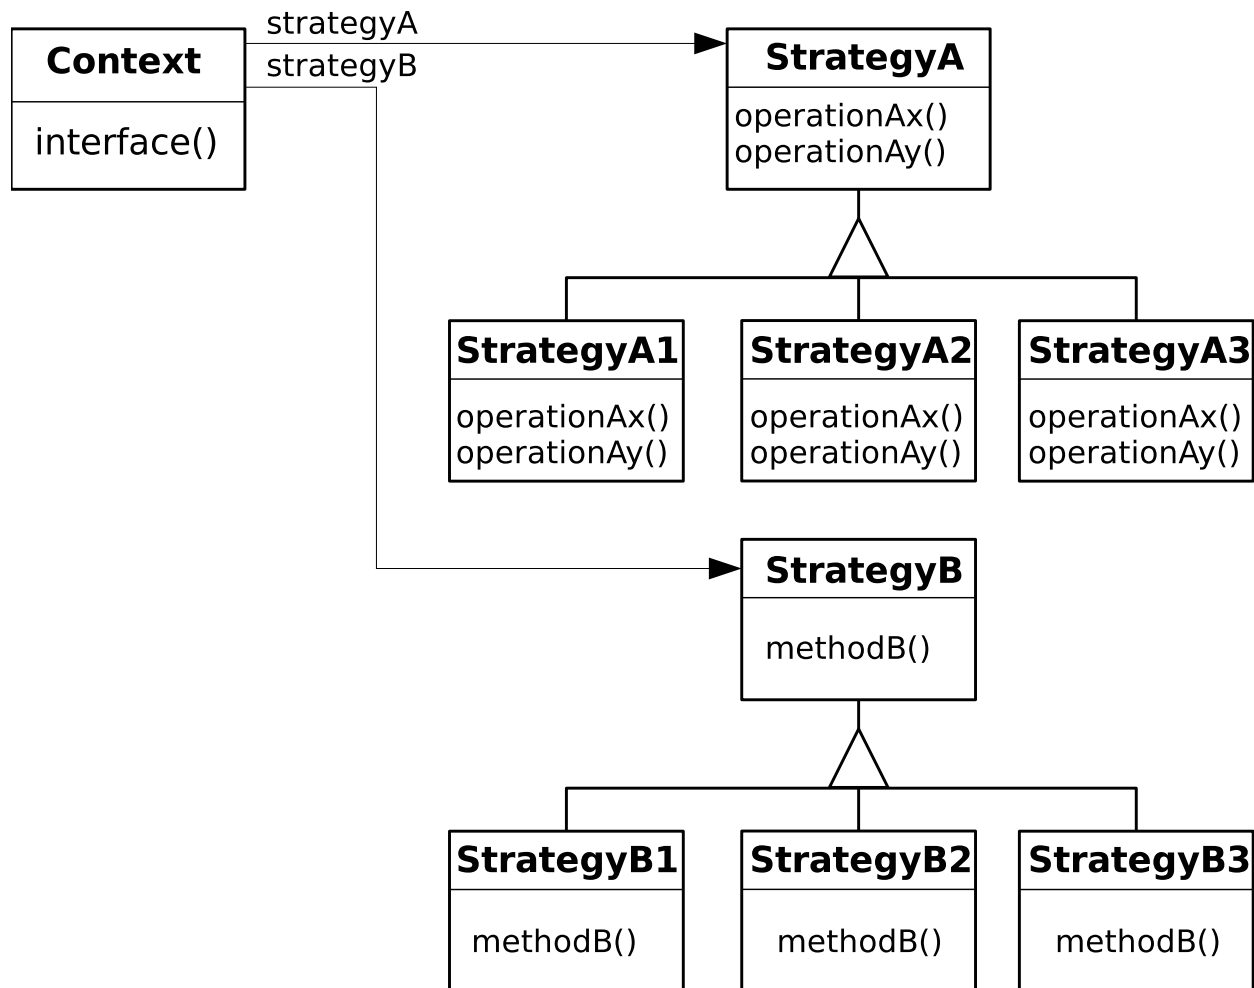 strategyA
Context
StrategyA
strategyB
operationAx()
interface()
operationAy()
StrategyA1
StrategyA2
StrategyA3
operationAx()
operationAx()
operationAx()
operationAy()
operationAy()
operationAy()
StrategyB
methodB()
StrategyB1
StrategyB2
StrategyB3
methodB()
methodB()
methodB()